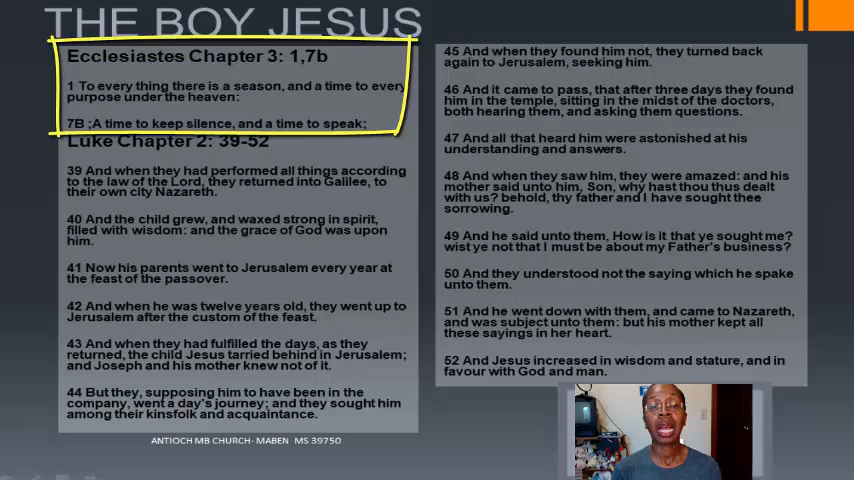 THE BOY JESUS
Ecclesiastes Chapter 3: 1,7b
1 To every thing there is a season, and a time to every
purpose under the heaven:
7B ;A time to keep silence, and a time to speak;
Luke Chapter 2: 39-52
39 And when they had performed all things according
to the law of the Lord, they returned into Galilee, to
their own city Nazareth.
40 And the child grew, and waxed strong in spirit,
filled with wisdom: and the grace of God was upon
him.
41 Now his parents went to Jerusalem every year at
the feast of the passover.
42 And when he was twelve years old, they went up to
Jerusalem after the custom of the feast.
43 And when they had fulfilled the days, as they
returned, the child Jesus tarried behind in Jerusalem;
and Joseph and his mother knew not of it.
44 But they, supposing him to have been in the
company, went a day's journey; and they sought him
among their kinsfolk and acquaintance.
45 And when they found him not, they turned back
again to Jerusalem, seeking him.
46 And it came to pass, that after three days they found
him in the temple, sitting in the midst of the doctors,
both hearing them, and asking them questions.
47 And all that heard him were astonished at his
understanding and answers.
48 And when they saw him, they were amazed: and his
mother said unto him, Son, why hast thou thus dealt
with us? behold, thy father and I have sought thee
sorrowing.
49 And he said unto them, How is it that ye sought me?
wist ye not that I must be about my Father's business?
50 And they understood not the saying which he spake
unto them.
51 And he went down with them, and came to Nazareth,
and was subject unto them: but his mother kept all
these sayings in her heart.
52 And Jesus increased in wisdom and stature, and in
favour with God and man.
ANTIOCH MB CHURCH- MABEN MS 39750